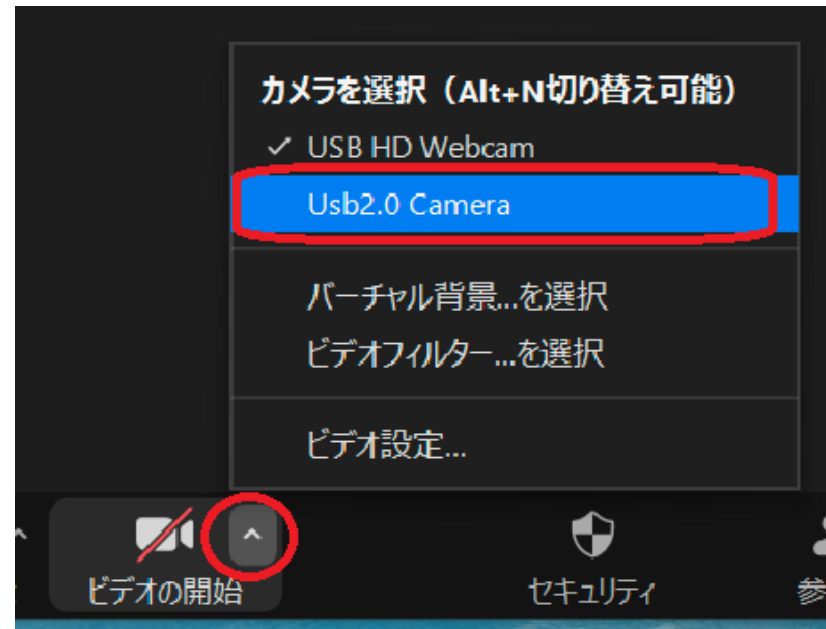 カメラを選択（Alt+N切り替え可能）
USB HD Webcam
Usb2.0 Camera
バーチャル背景...を選択
ビデオフィルター...を選択
ビデオ設定...
ビデオの開始
セキュリティ
参